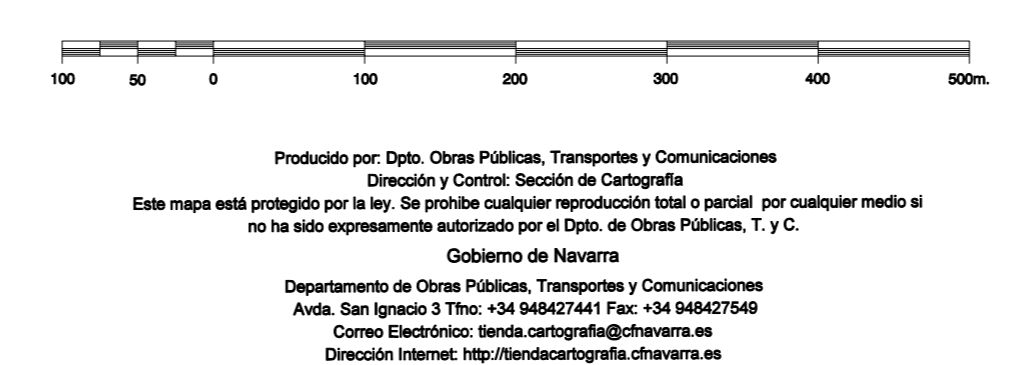 100 50 0 100 200 300 400 500m.
Producido por: Dpto. Obras Públicas, Transportes y Comunicaciones
Dirección y Control: Sección de Cartografía
Este mapa está protegido por la ley. Se prohibe cualquier reproducción total o parcial por cualquier medio si
no ha sido expresamente autorizado por el Dpto. de Obras Públicas, T. y C.
Gobierno de Navarra
Departamento de Obras Públicas, Transportes y Comunicaciones
Avda. San Ignacio 3 Tfno: +34 948427441 Fax: +34 948427549
Correo Electrónico: tienda.cartografia@cfnavarra.es
Dirección Internet: http://tiendacartografia.cfnavarra.es